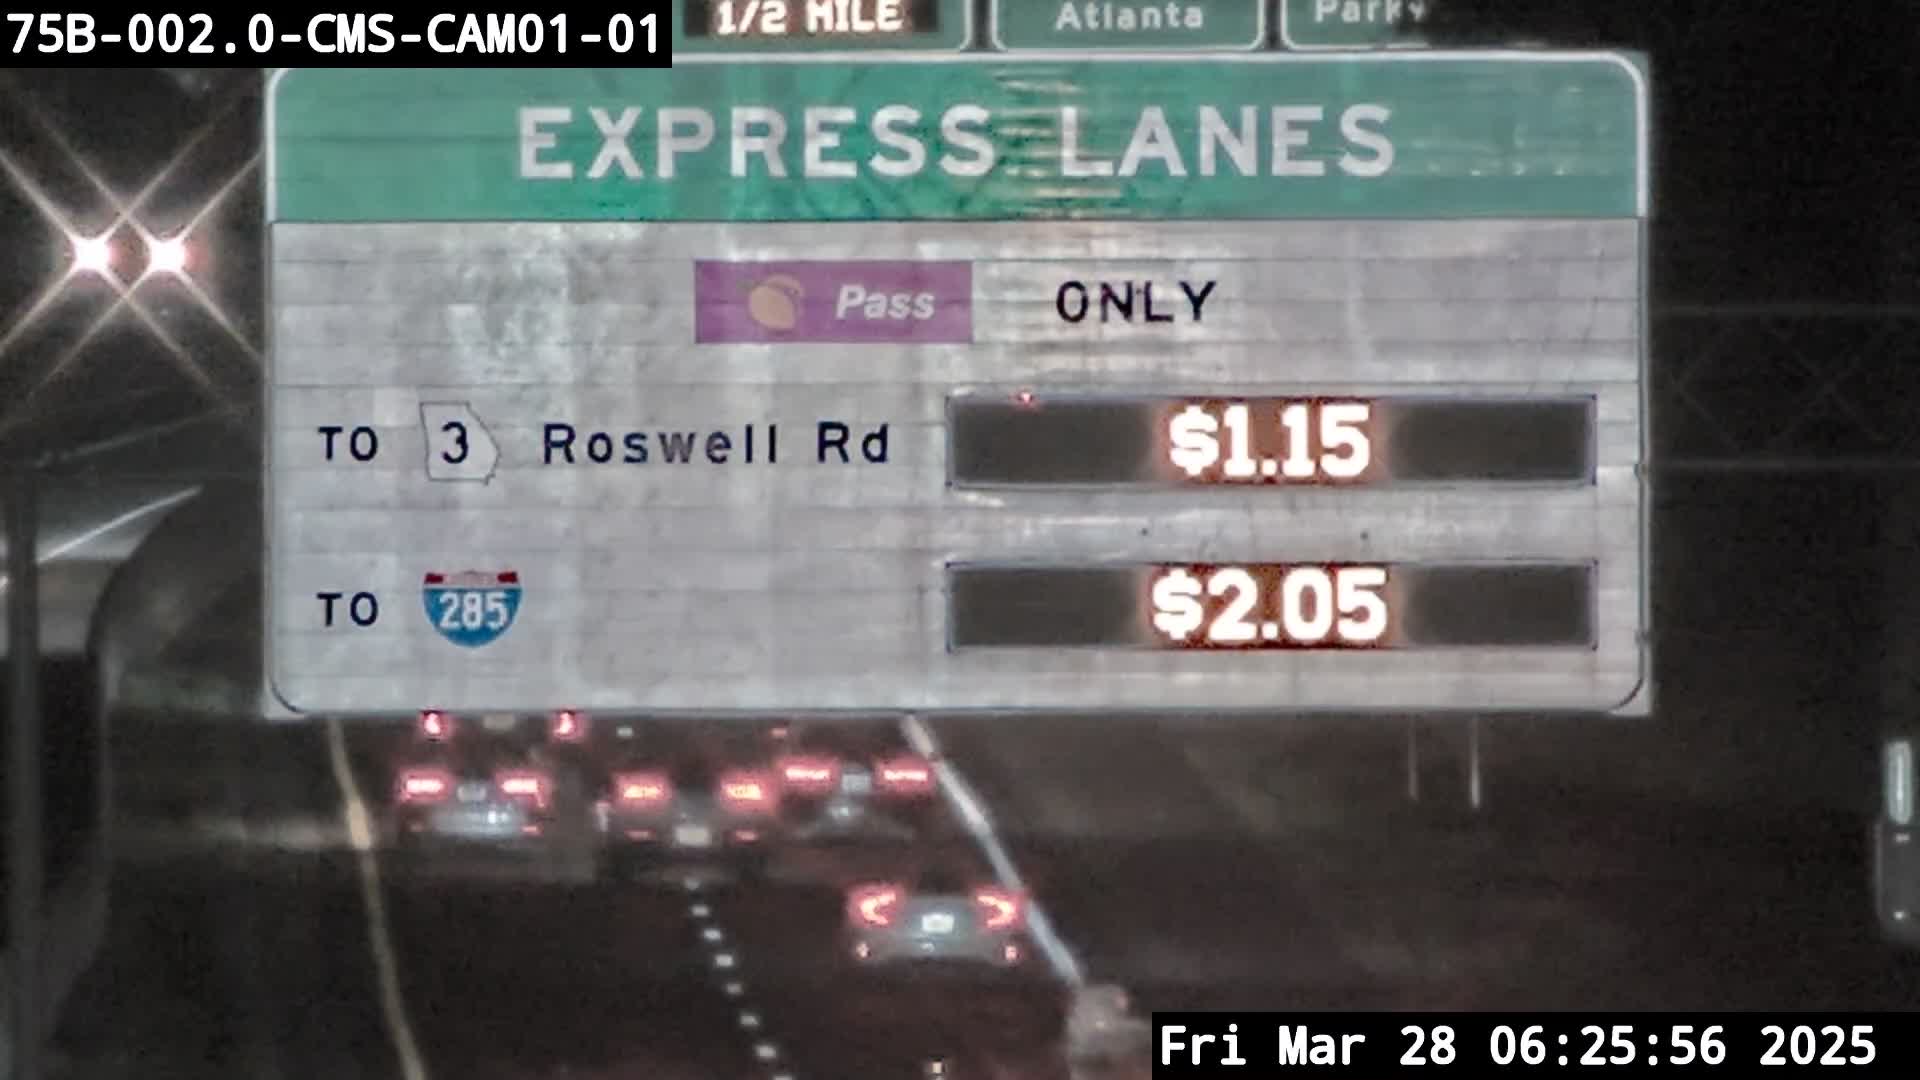 75B-002.0-CMS-CAM01-01
1/2 MILE
Atlanta
EXPRESS LANES
Pass ONLY
TO 3 Roswell Rd $1.15
TO 285 $2.05
Fri Mar 28 06:25:56 2025